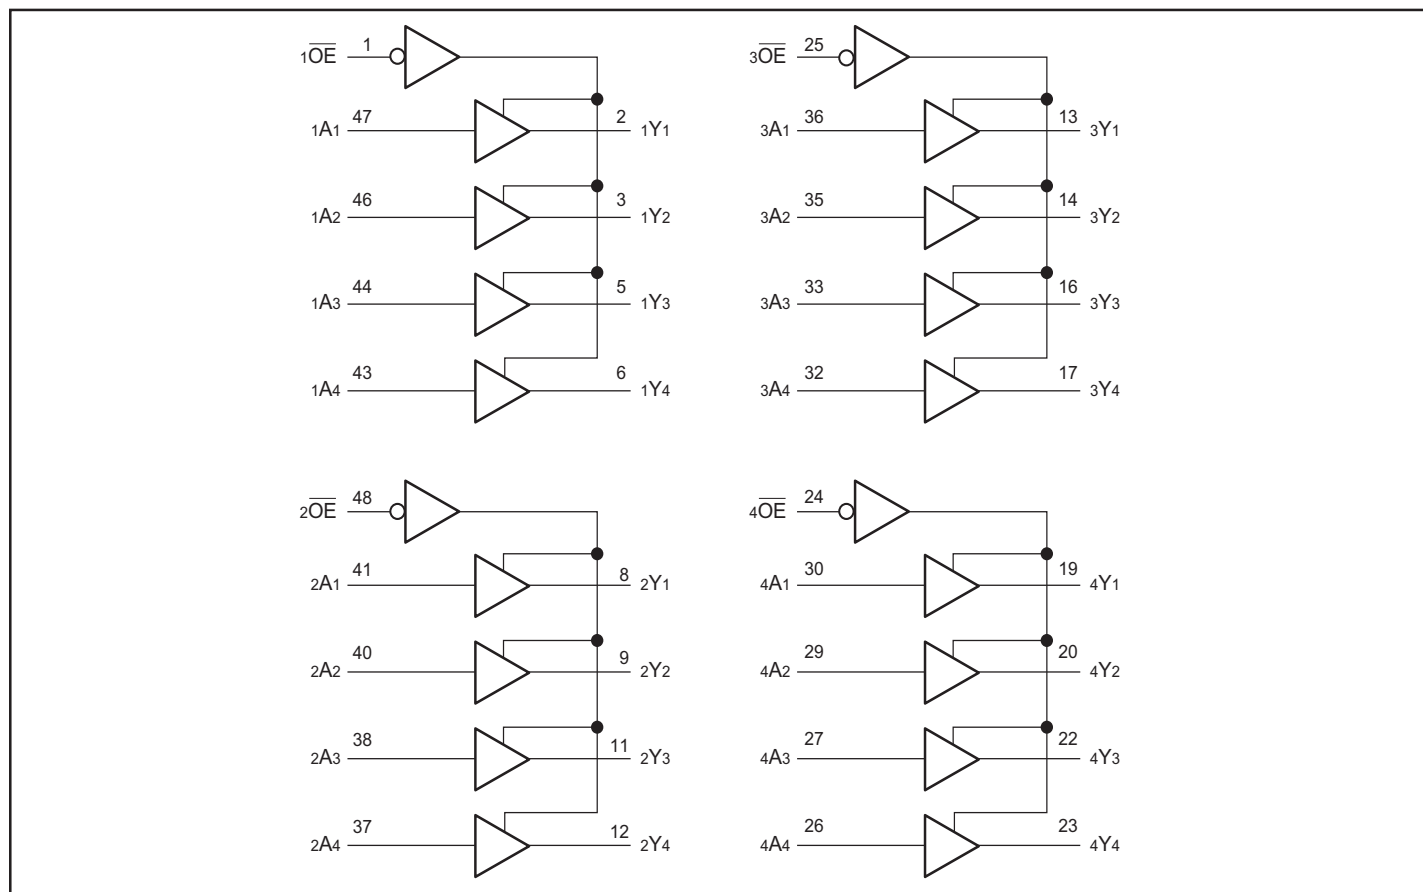 1OE 1
1A1 47 2 1Y1
1A2 46 3 1Y2
1A3 44 5 1Y3
1A4 43 6 1Y4
3OE 25
3A1 36 13 3Y1
3A2 35 14 3Y2
3A3 33 16 3Y3
3A4 32 17 3Y4
2OE 48
2A1 41 8 2Y1
2A2 40 9 2Y2
2A3 38 11 2Y3
2A4 37 12 2Y4
4OE 24
4A1 30 19 4Y1
4A2 29 20 4Y2
4A3 27 22 4Y3
4A4 26 23 4Y4